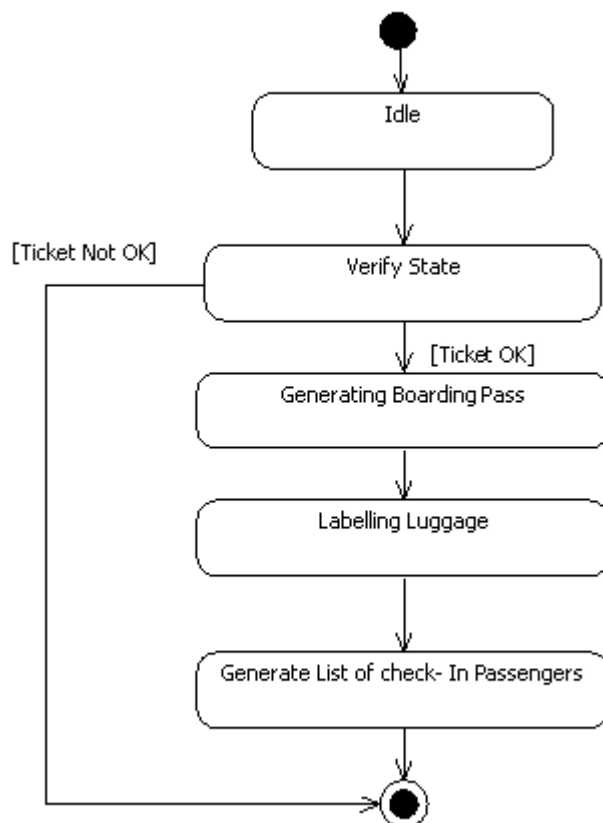 Idle
[Ticket Not OK]
Verify State
[Ticket OK]
Generating Boarding Pass
Labelling Luggage
Generate List of check- In Passengers